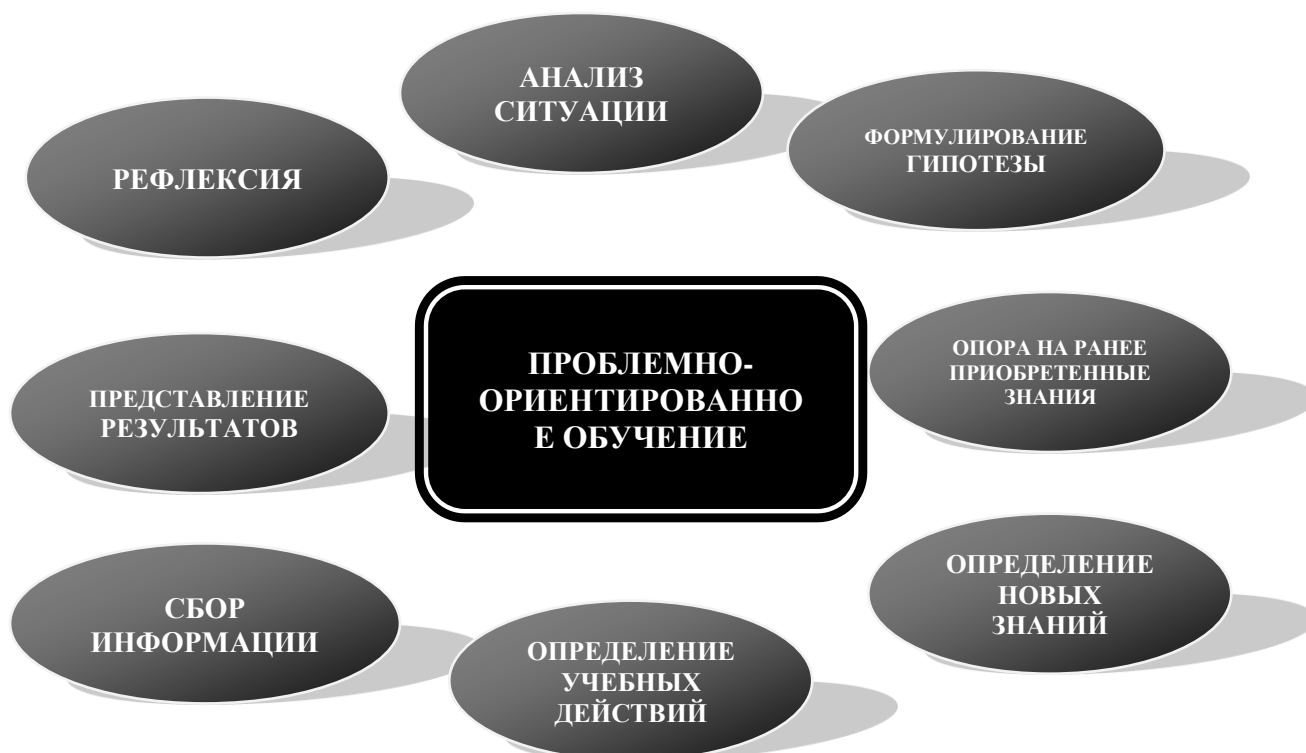 АНАЛИЗ
СИТУАЦИИ
ФОРМУЛИРОВАНИЕ
ГИПОТЕЗЫ
РЕФЛЕКСИЯ
ОПОРА НА РАНЕЕ
ПРИОБРЕТЕННЫЕ
ЗНАНИЯ
ПРОБЛЕМНО-
ОРИЕНТИРОВАННО
Е ОБУЧЕНИЕ
ПРЕДСТАВЛЕНИЕ
РЕЗУЛЬТАТОВ
ОПРЕДЕЛЕНИЕ
НОВЫХ
ЗНАНИЙ
СБОР
ИНФОРМАЦИИ
ОПРЕДЕЛЕНИЕ
УЧЕБНЫХ
ДЕЙСТВИЙ